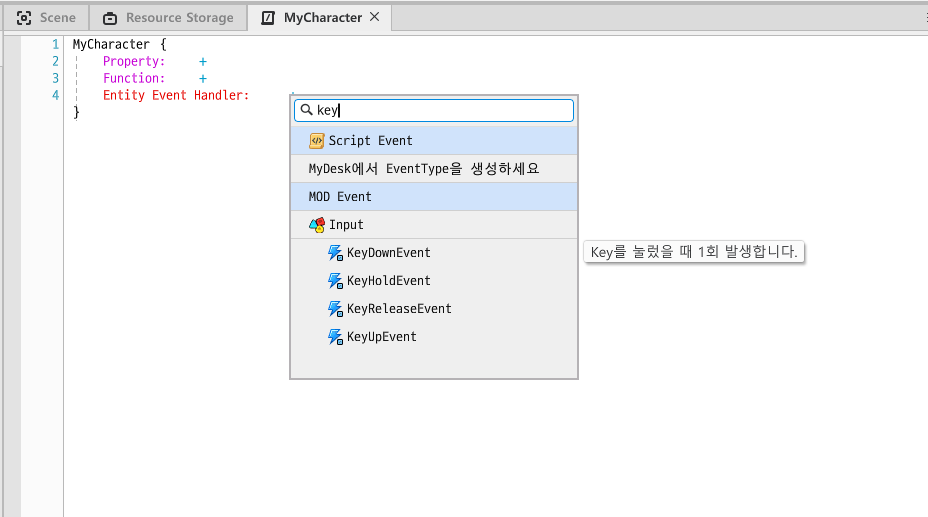 Scene Resource Storage MyCharacter
1 MyCharacter {
2 Property: +
3 Function: +
4 Entity Event Handler:
}
key
Script Event
MyDesk에서 EventType을 생성하세요
MOD Event
Input
KeyDownEvent
Key를 눌렀을 때 1회 발생합니다.
KeyHoldEvent
KeyReleaseEvent
KeyUpEvent